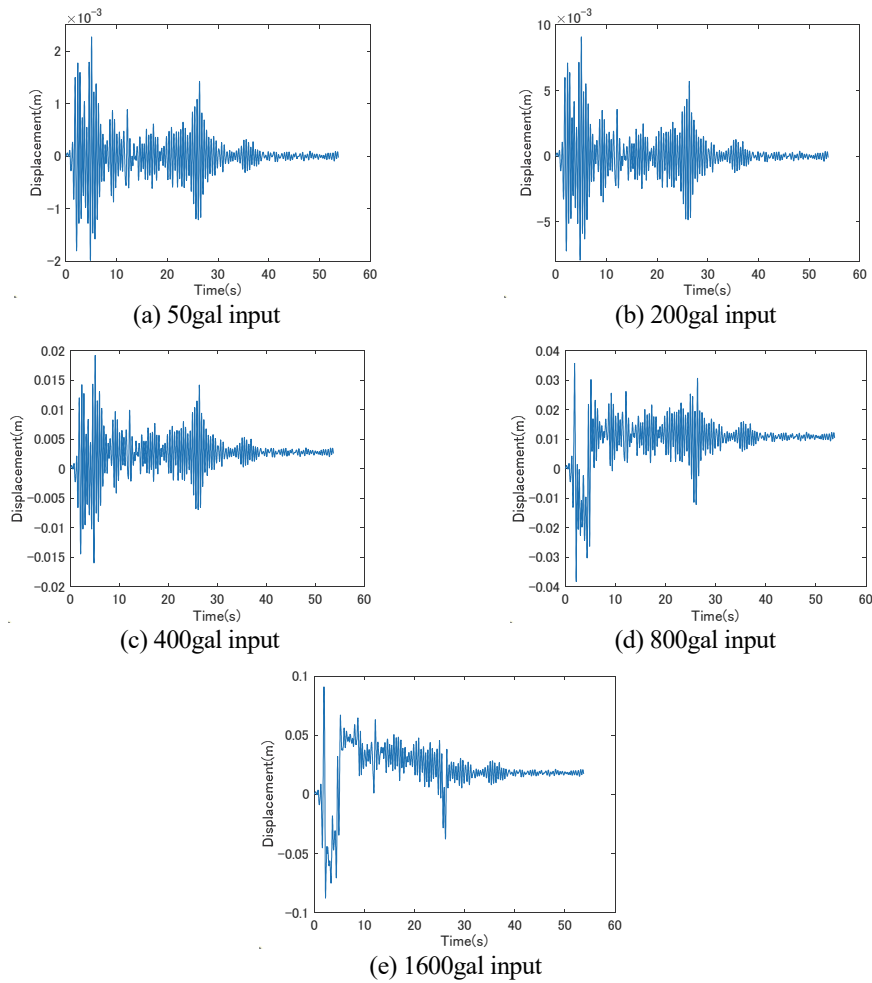 ×10⁻³
×10⁻³
2
1
0
−1
−2
Displacement(m)
0 10 20 30 40 50 60
Time(s)
10
5
0
−5
Displacement(m)
0 10 20 30 40 50 60
Time(s)
(a) 50gal input
(b) 200gal input
0.02
0.015
0.01
0.005
0
−0.005
−0.01
−0.015
−0.02
Displacement(m)
0 10 20 30 40 50 60
Time(s)
0.04
0.03
0.02
0.01
0
−0.01
−0.02
−0.03
−0.04
Displacement(m)
0 10 20 30 40 50 60
Time(s)
(c) 400gal input
(d) 800gal input
0.1
0.05
0
−0.05
−0.1
Displacement(m)
0 10 20 30 40 50 60
Time(s)
(e) 1600gal input